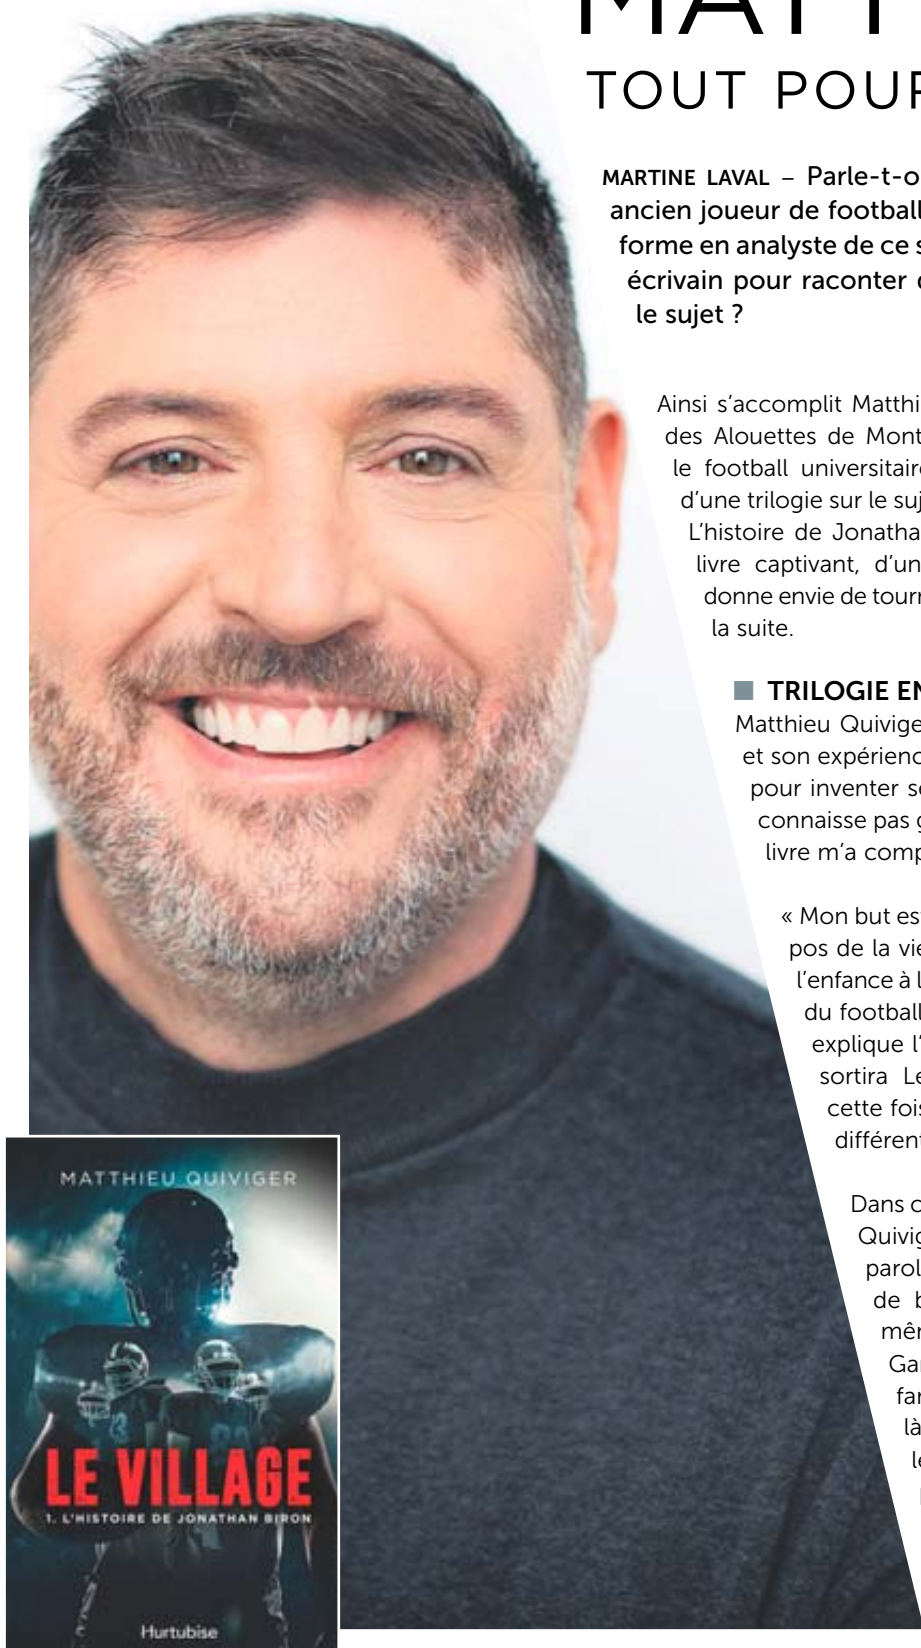 MATT
TOUT POUR
MARTINE LAVAL – Parle-t-o
ancien joueur de football
forme en analyste de ce s
écrivain pour raconter
le sujet ?
Ainsi s’accomplit Matthi
des Alouettes de Mont
le football universitaire
d’une trilogie sur le suj
L’histoire de Jonatha
livre captivant, d’un
donne envie de tourn
la suite.
■ TRILOGIE EN
Matthieu Quivige
et son expérienc
pour inventer se
connaisse pas g
livre m’a comp
« Mon but es
pos de la vie
l’enfance à l
du football
explique l’
sortira Le
cette fois
différent
Dans c
Quivig
parol
de b
mêr
Gar
fan
là
le
MATTHIEU QUIVIGER
LE VILLAGE
1. L’HISTOIRE DE JONATHAN BIRON
Hurtubise